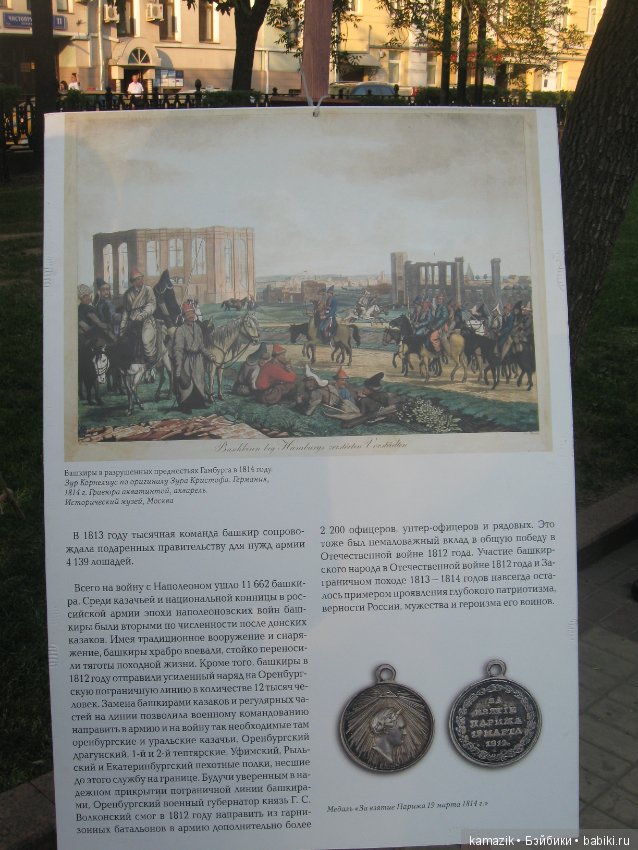 Baschkiren bey Hamburgs zerstörten Vorstädten
Башкиры в разрушенных предместьях Гамбурга в 1814 году.
Зур Корнелиус по оригиналу Зура Кристофа. Германия,
1814 г. Гравюра акватинтой, акварель.
Исторический музей, Москва
В 1813 году тысячная команда башкир сопрово-
ждала подаренных правительству для нужд армии
4 139 лошадей.
Всего на войну с Наполеоном ушло 11 662 башки-
ра. Среди казачьей и национальной конницы в рос-
сийской армии эпохи наполеоновских войн баш-
киры были вторыми по численности после донских
казаков. Имея традиционное вооружение и снаря-
жение, башкиры храбро воевали, стойко переноси-
ли тяготы походной жизни. Кроме того, башкиры в
1812 году отправили усиленный наряд на Оренбург-
скую пограничную линию в количестве 12 тысяч че-
ловек. Замена башкирами казаков и регулярных ча-
стей на линии позволила военному командованию
направить в армию и на войну так необходимые там
оренбургские и уральские казачьи, Оренбургский
драгунский, 1-й и 2-й тептярские, Уфимский, Рыль-
ский и Екатеринбургский пехотные полки, несшие
до этого службу на границе. Будучи уверенным в на-
дежном прикрытии пограничной линии башкира-
ми, Оренбургский военный губернатор князь Г. С.
Волконский смог в 1812 году направить из гарни-
зонных батальонов в армию дополнительно более
2 200 офицеров, унтер-офицеров и рядовых. Это
тоже был немаловажный вклад в общую победу в
Отечественной войне 1812 года. Участие башкир-
ского народа в Отечественной войне 1812 года и За-
граничном походе 1813 — 1814 годов навсегда оста-
лось примером проявления глубокого патриотизма,
верности России, мужества и героизма его воинов.
ЗА
ВЗЯТІЕ
ПАРИЖА
19 МАРТА
1814.
Медаль «За взятие Парижа 19 марта 1814 г.»
kamazik • Бэйбики • babiki.ru